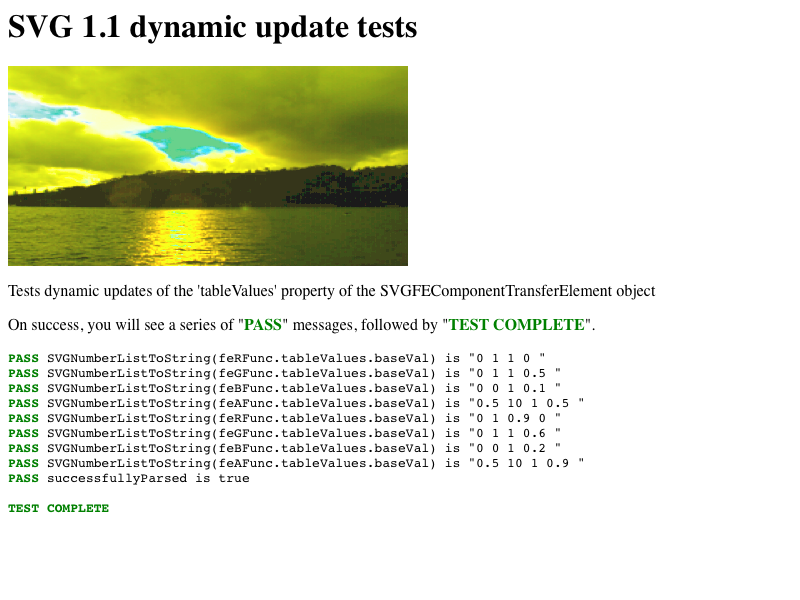 SVG 1.1 dynamic update tests
Tests dynamic updates of the 'tableValues' property of the SVGFEComponentTransferElement object
On success, you will see a series of "PASS" messages, followed by "TEST COMPLETE".
PASS SVGNumberListToString(feRFunc.tableValues.baseVal) is "0 1 1 0 "
PASS SVGNumberListToString(feGFunc.tableValues.baseVal) is "0 1 1 0.5 "
PASS SVGNumberListToString(feBFunc.tableValues.baseVal) is "0 0 1 0.1 "
PASS SVGNumberListToString(feAFunc.tableValues.baseVal) is "0.5 10 1 0.5 "
PASS SVGNumberListToString(feRFunc.tableValues.baseVal) is "0 1 0.9 0 "
PASS SVGNumberListToString(feGFunc.tableValues.baseVal) is "0 1 1 0.6 "
PASS SVGNumberListToString(feBFunc.tableValues.baseVal) is "0 0 1 0.2 "
PASS SVGNumberListToString(feAFunc.tableValues.baseVal) is "0.5 10 1 0.9 "
PASS successfullyParsed is true
TEST COMPLETE